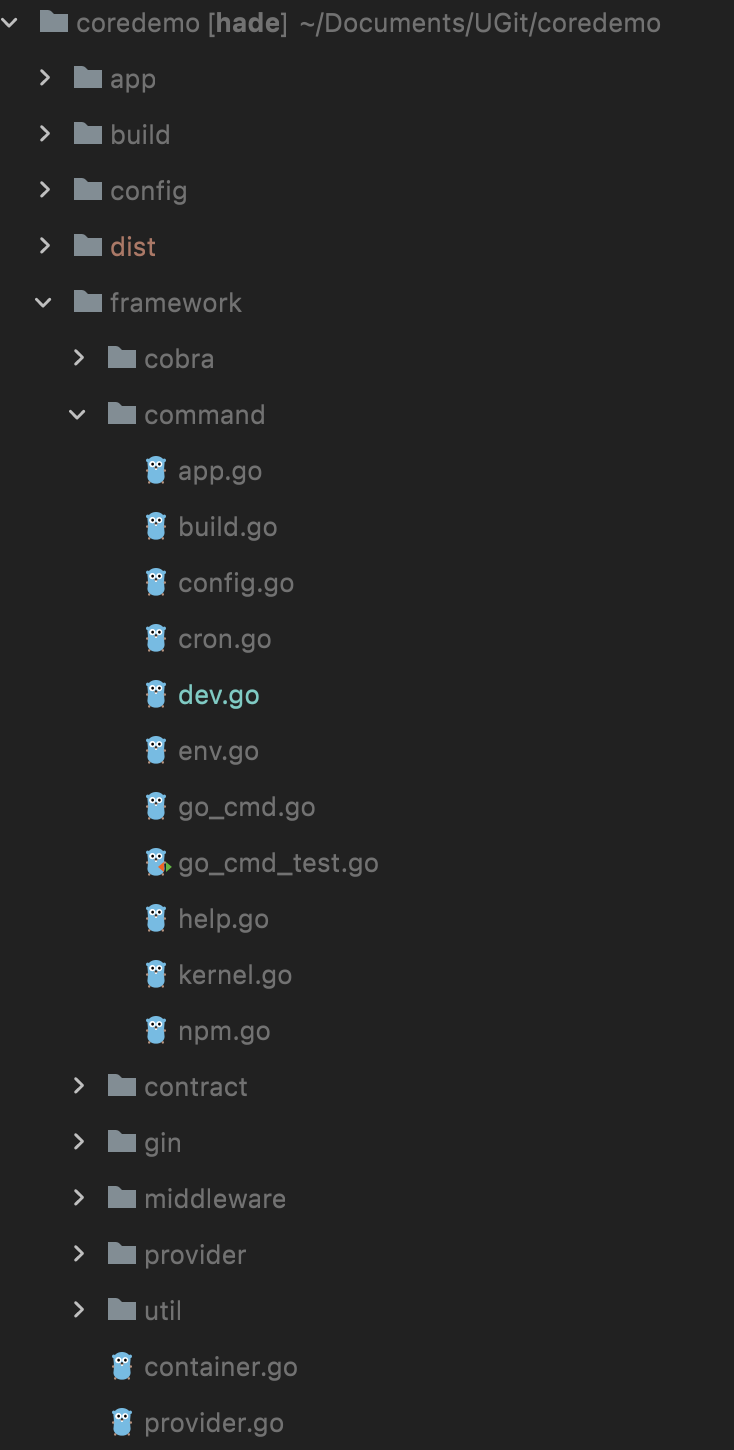 coredemo [hade] ~/Documents/UGit/coredemo
app
build
config
dist
framework
cobra
command
app.go
build.go
config.go
cron.go
dev.go
env.go
go_cmd.go
go_cmd_test.go
help.go
kernel.go
npm.go
contract
gin
middleware
provider
util
container.go
provider.go